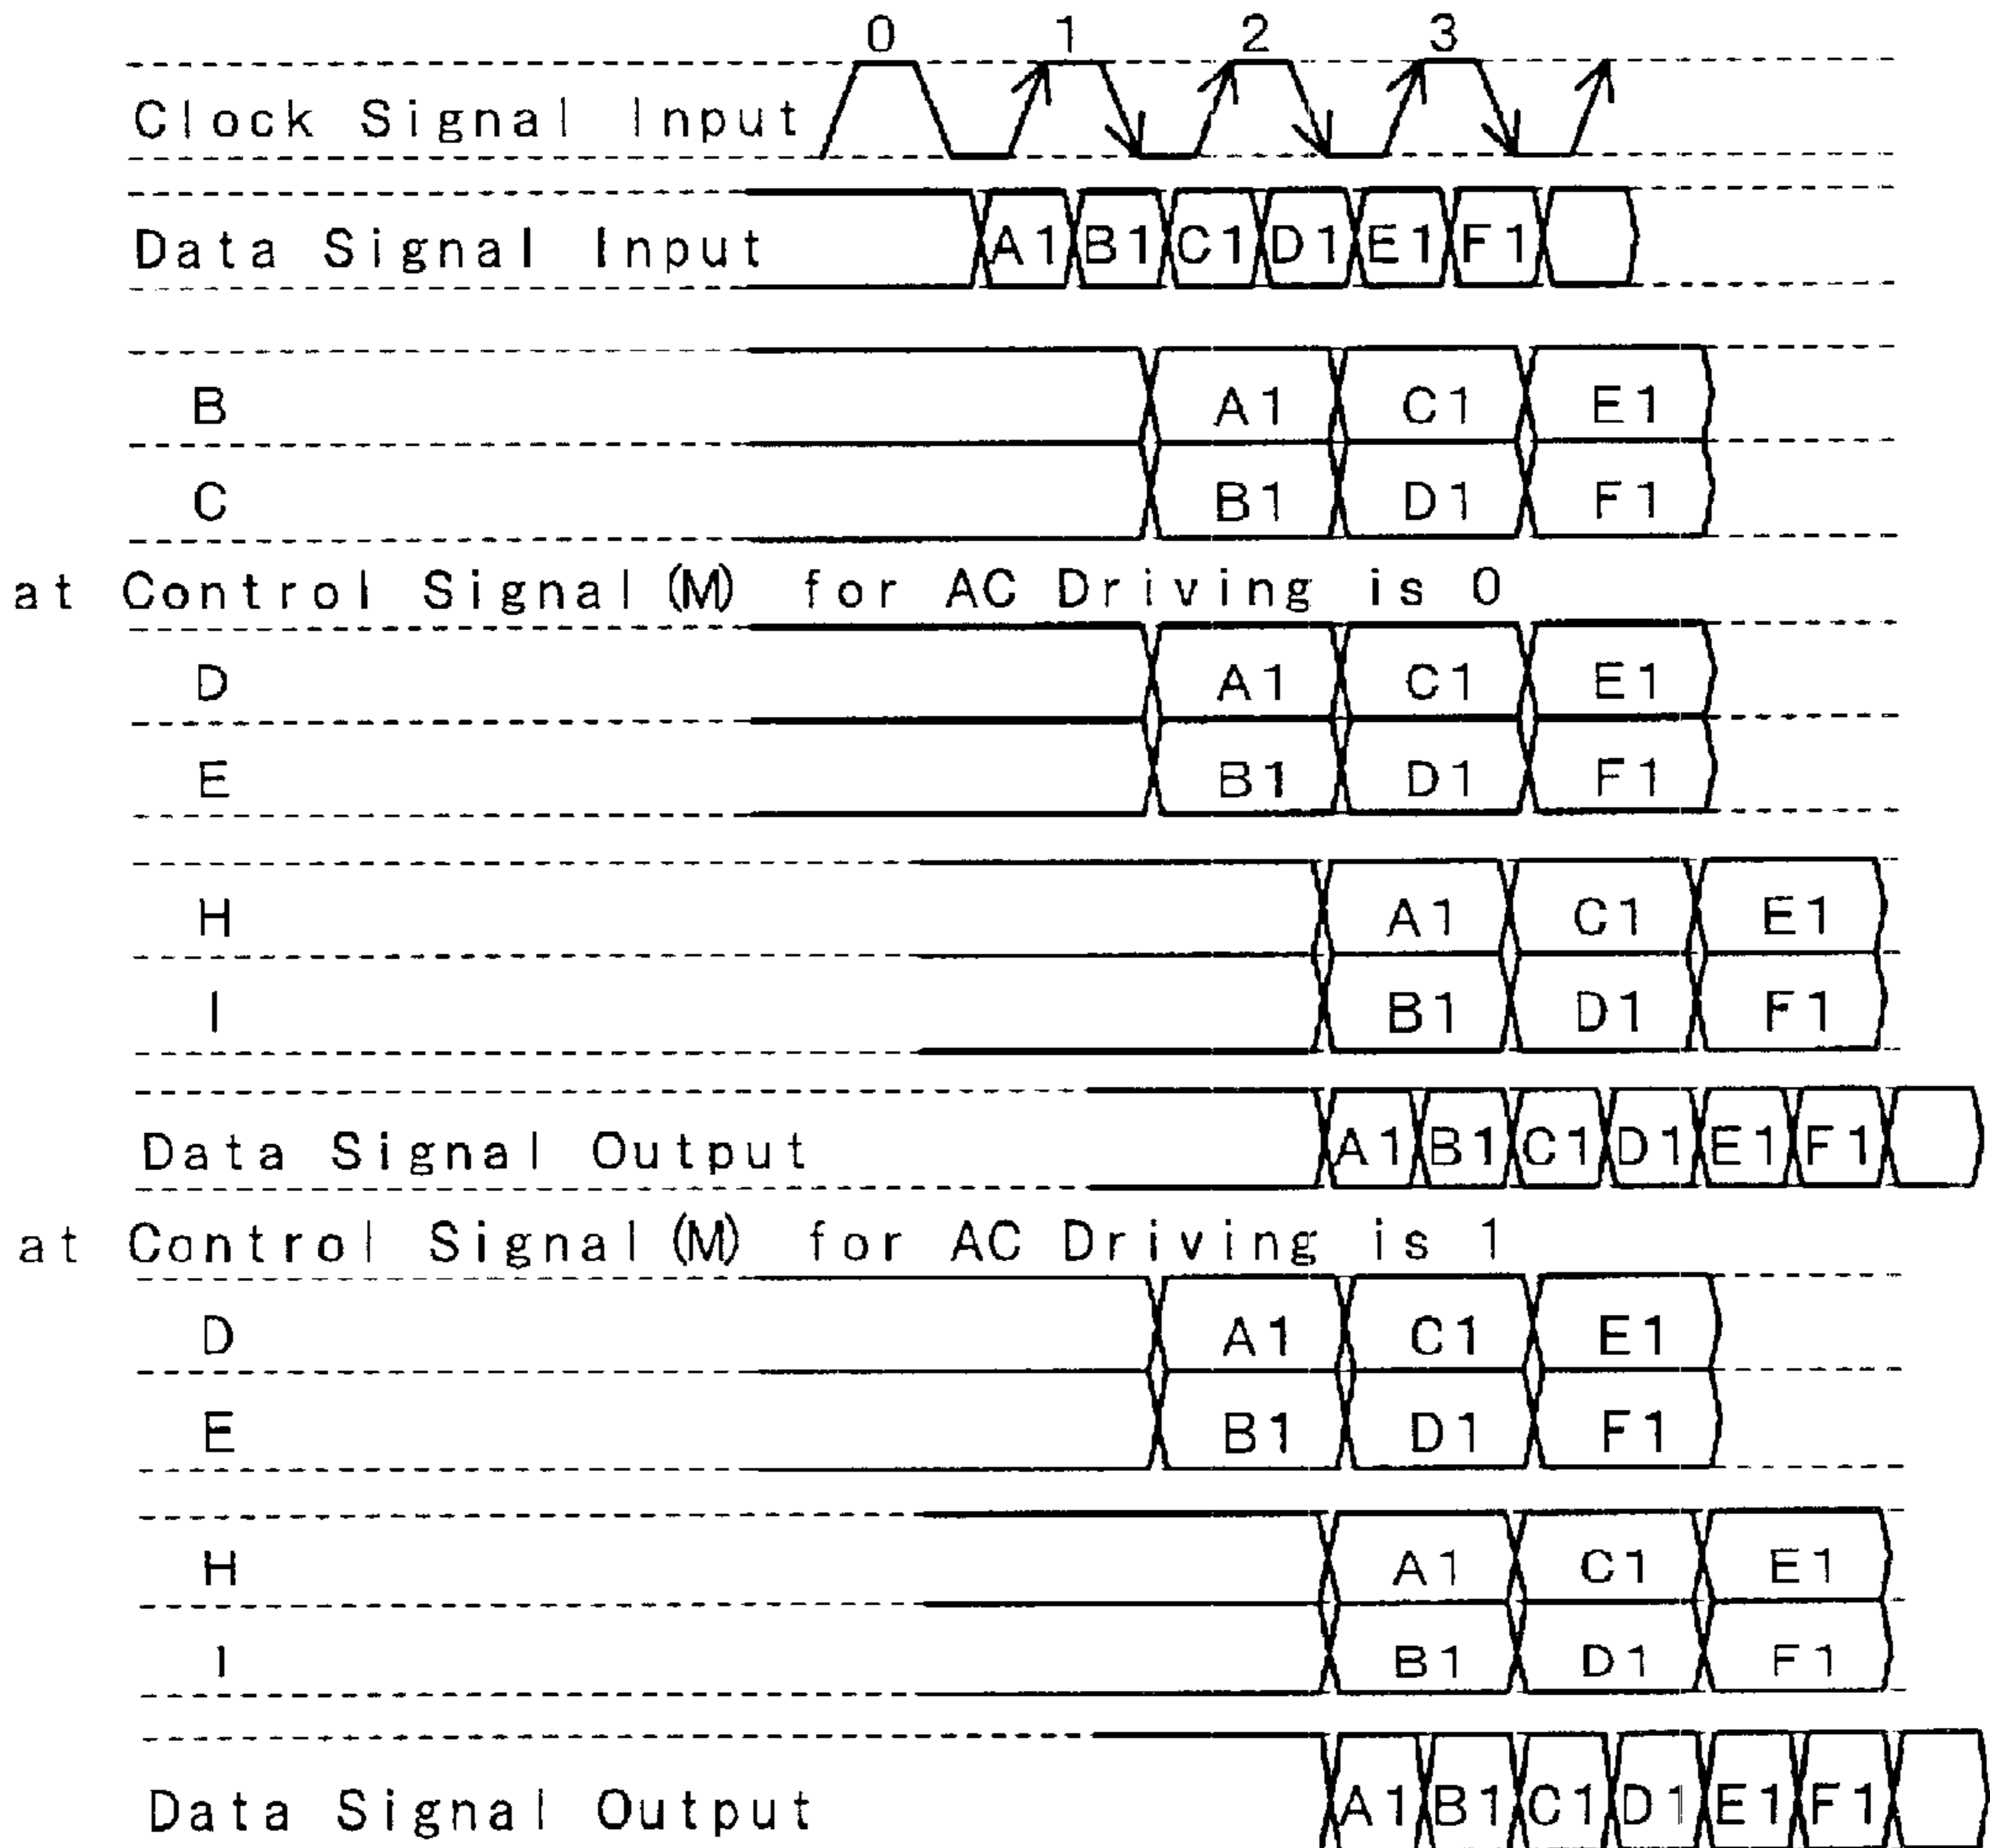 0 1 2 3
Clock Signal Input
Data Signal Input A1 B1 C1 D1 E1 F1
B A1 C1 E1
C B1 D1 F1
at Control Signal(M) for AC Driving is 0
D A1 C1 E1
E B1 D1 F1
H A1 C1 E1
I B1 D1 F1
Data Signal Output A1 B1 C1 D1 E1 F1
at Control Signal(M) for AC Driving is 1
D A1 C1 E1
E B1 D1 F1
H A1 C1 E1
I B1 D1 F1
Data Signal Output A1 B1 C1 D1 E1 F1